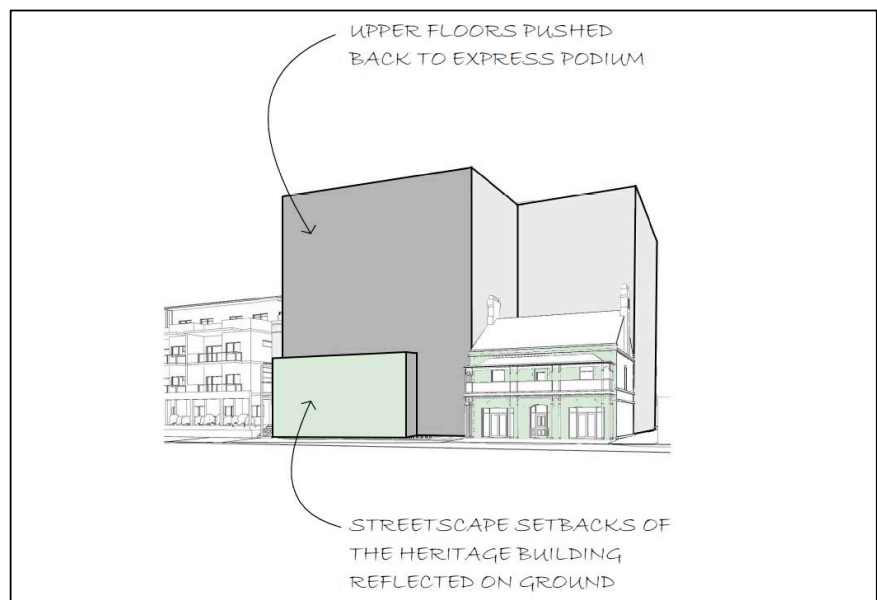 UPPER FLOORS PUSHED
BACK TO EXPRESS PODIUM
STREETSCAPE SETBACKS OF
THE HERITAGE BUILDING
REFLECTED ON GROUND